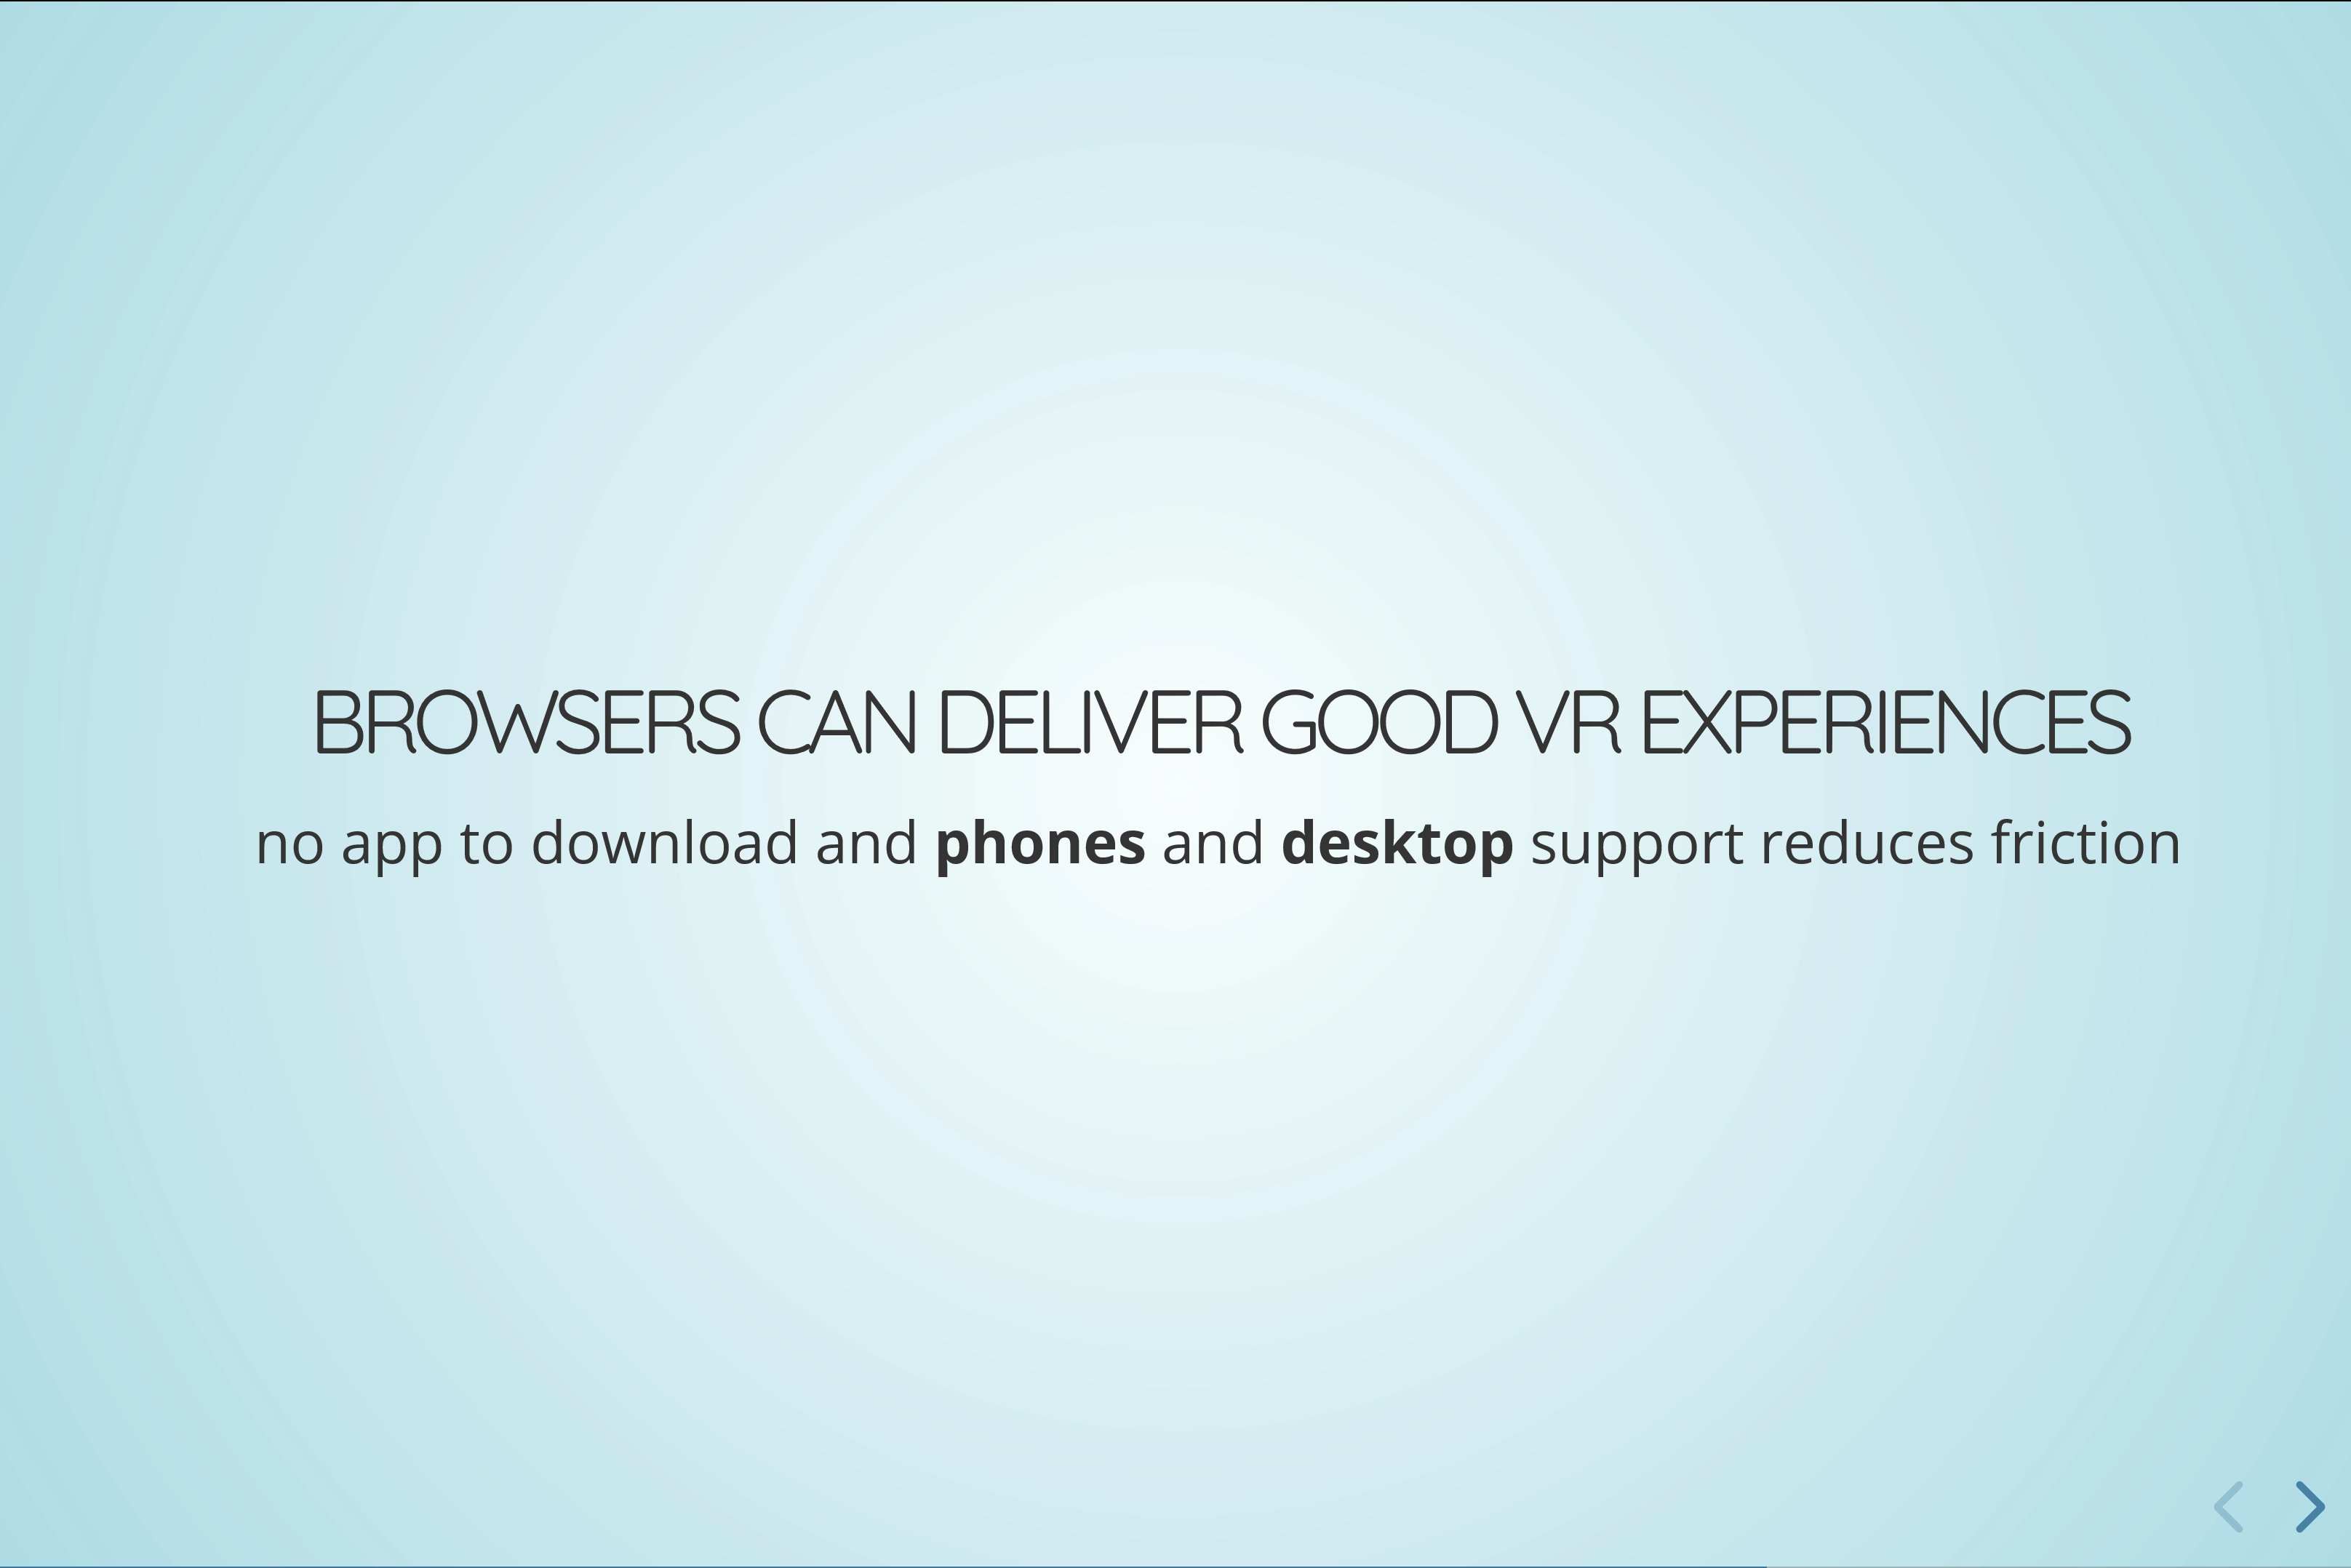 BROWSERS CAN DELIVER GOOD VR EXPERIENCES
no app to download and phones and desktop support reduces friction